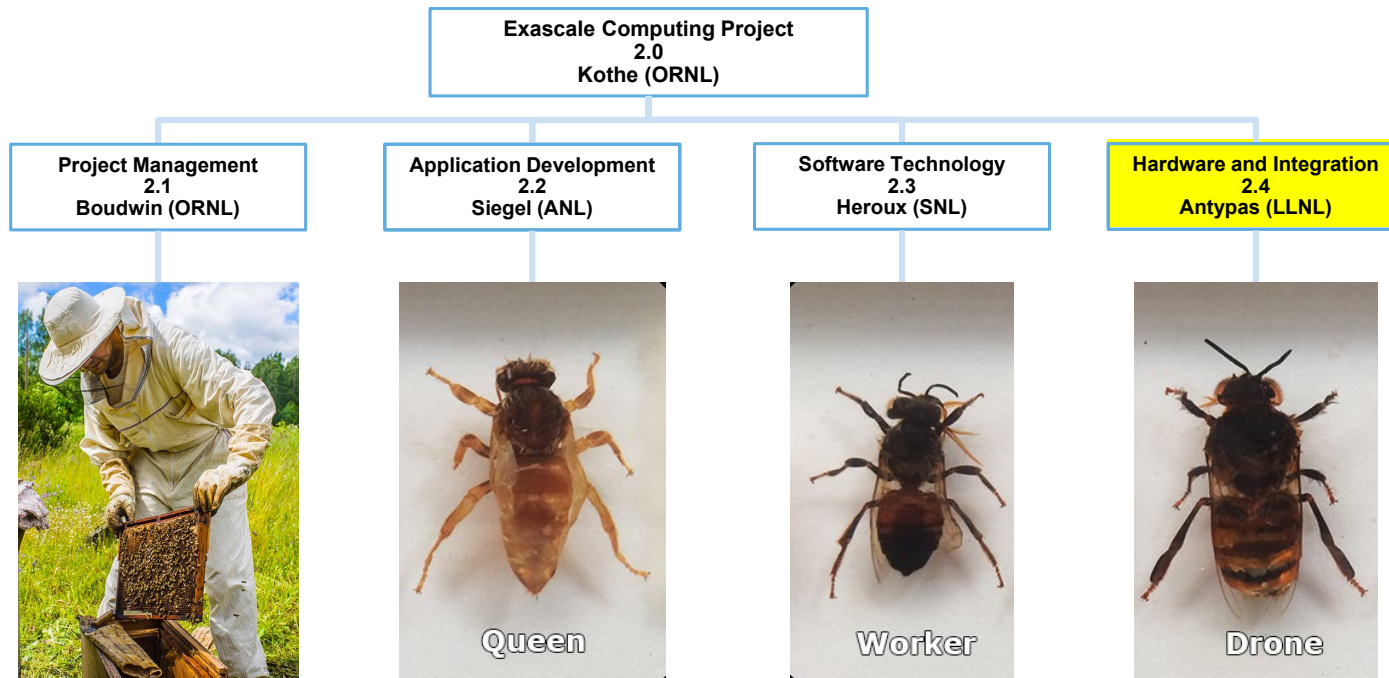 Exascale Computing Project
2.0
Kothe (ORNL)
Project Management
2.1
Boudwin (ORNL)
Application Development
2.2
Siegel (ANL)
Software Technology
2.3
Heroux (SNL)
Hardware and Integration
2.4
Antypas (LLNL)
Queen
Worker
Drone